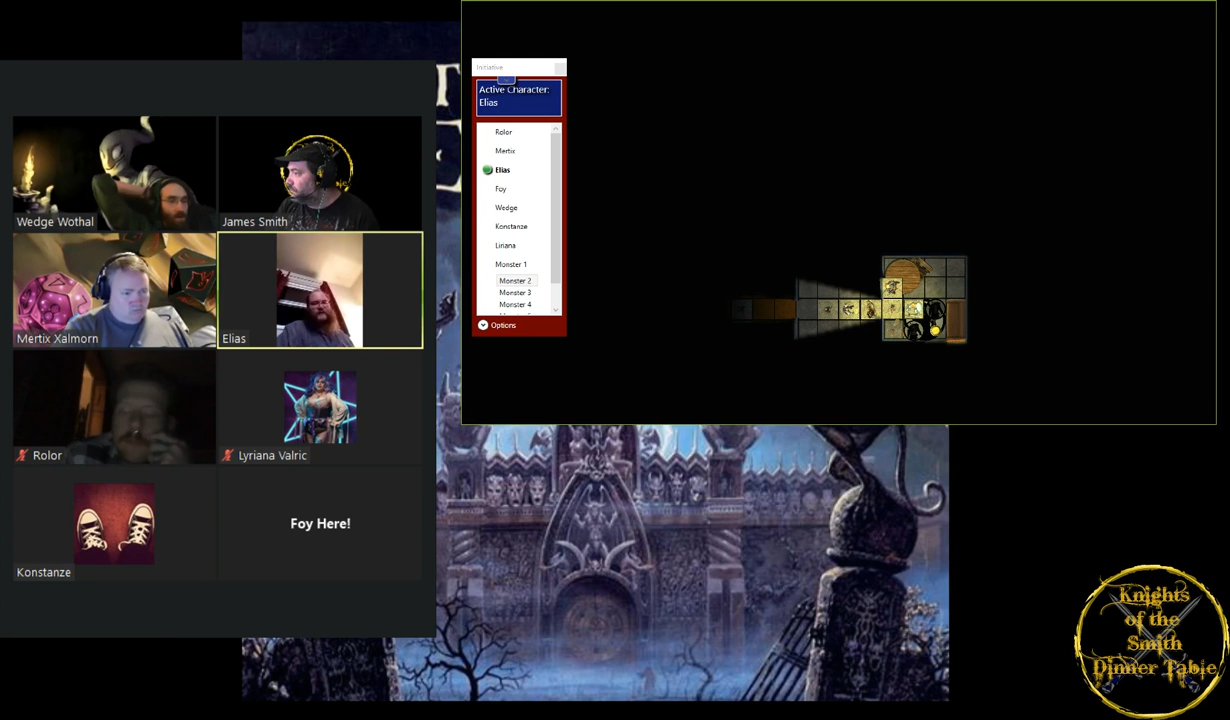 Initiative
Active Character:
Elias
Rolor
Mertix
Elias
Foy
Wedge
Konstanze
Liriana
Monster 1
Monster 2
Monster 3
Monster 4
Options
Wedge Wothal
James Smith
Mertix Xalmorn
Elias
Rolor
Lyriana Valric
Konstanze
Foy Here!
Knights
of the
Smith
Dinner Table